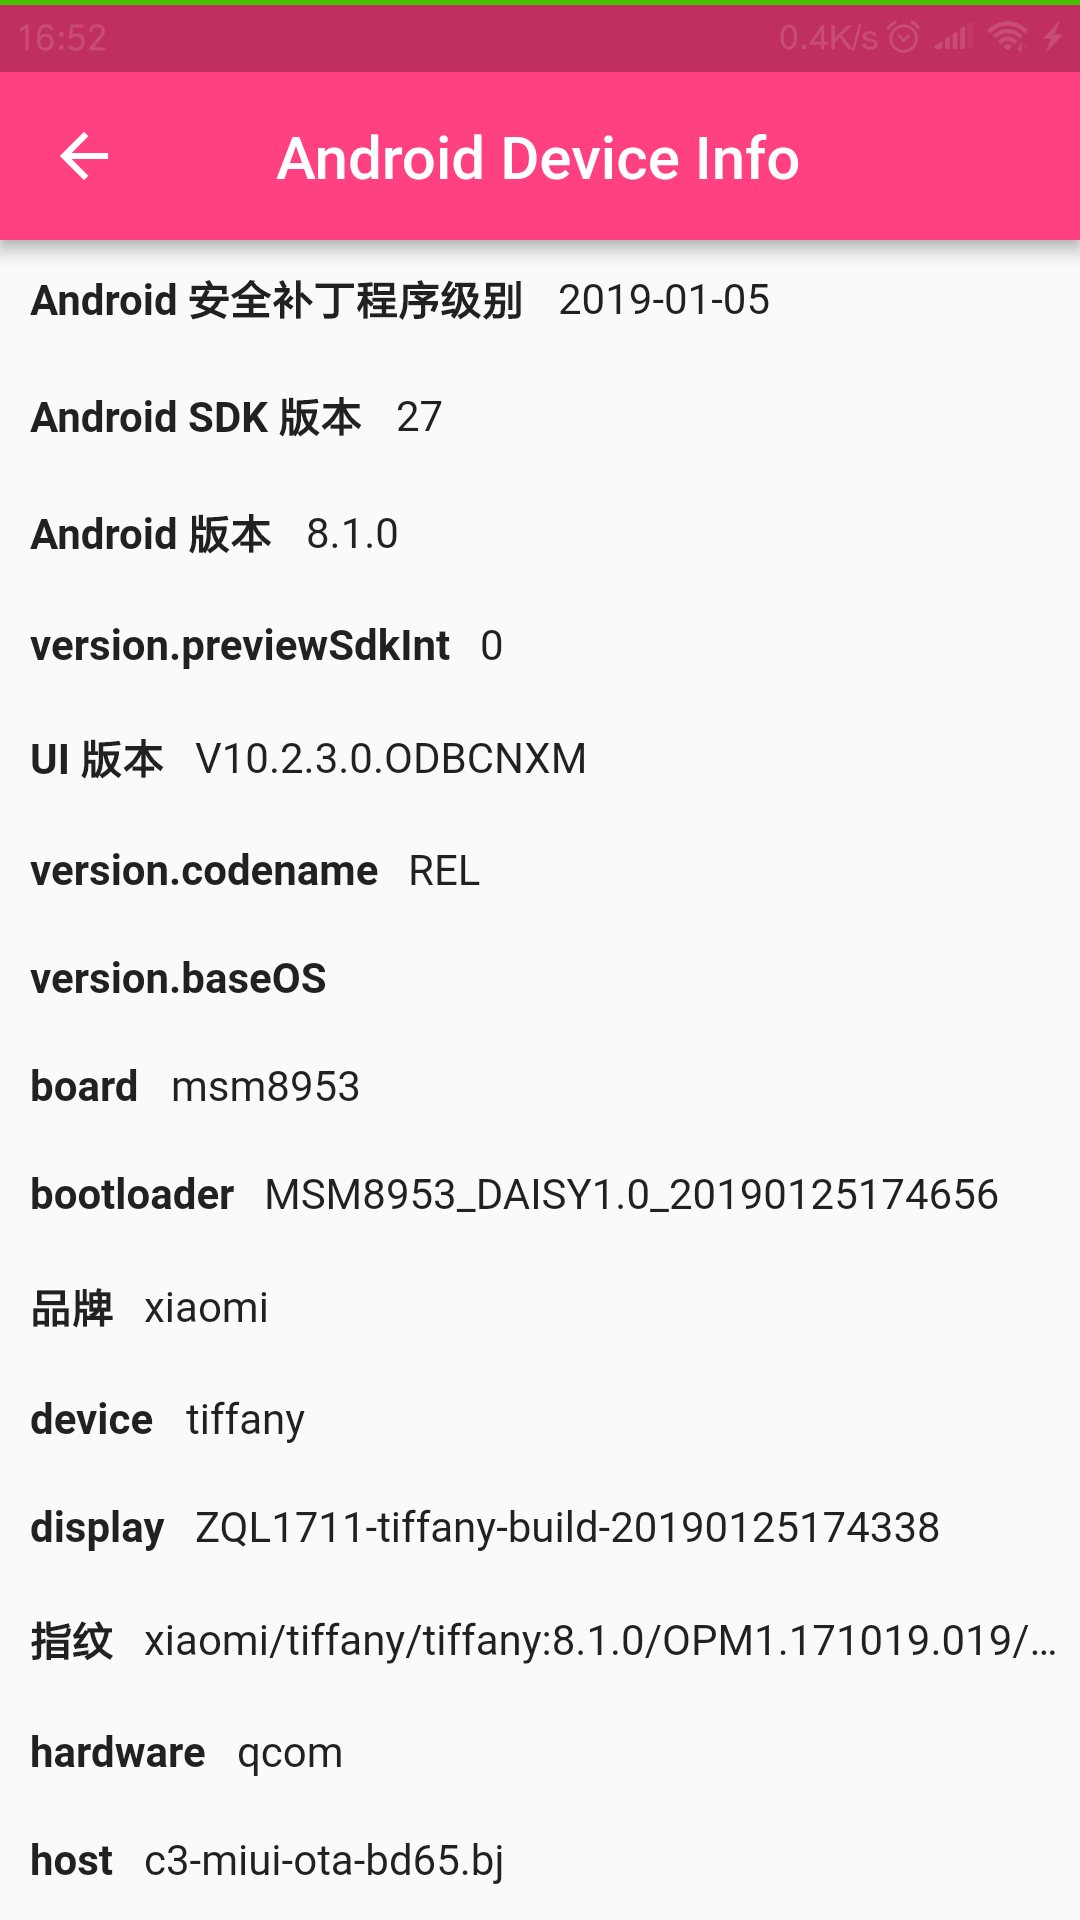 16:52 0.4K/s
Android Device Info
Android 安全补丁程序级别 2019-01-05
Android SDK 版本 27
Android 版本 8.1.0
version.previewSdkInt 0
UI 版本 V10.2.3.0.ODBCNXM
version.codename REL
version.baseOS
board msm8953
bootloader MSM8953_DAISY1.0_20190125174656
品牌 xiaomi
device tiffany
display ZQL1711-tiffany-build-20190125174338
指纹 xiaomi/tiffany/tiffany:8.1.0/OPM1.171019.019/…
hardware qcom
host c3-miui-ota-bd65.bj